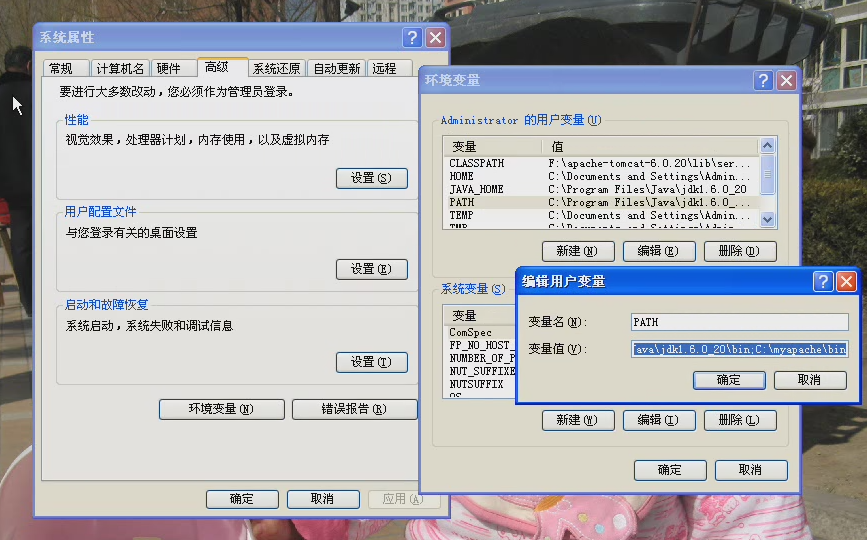 系统属性
常规 计算机名 硬件 高级 系统还原 自动更新 远程
要进行大多数改动，您必须作为管理员登录。
性能
视觉效果，处理器计划，内存使用，以及虚拟内存
设置(S)
用户配置文件
与您登录有关的桌面设置
设置(E)
启动和故障恢复
系统启动，系统失败和调试信息
设置(T)
环境变量(N) 错误报告(R)
确定 取消 应用(A)
环境变量
Administrator 的用户变量(U)
变量 值
CLASSPATH F:\apache-tomcat-6.0.20\lib\ser...
HOME C:\Documents and Settings\Admin...
JAVA_HOME C:\Program Files\Java\jdk1.6.0_20
PATH C:\Program Files\Java\jdk1.6.0_...
TEMP C:\Documents and Settings\Admin...
TMP C:\Documents and Settings\Admin...
新建(N) 编辑(E) 删除(D)
系统变量(S)
变量
ComSpec
FP_NO_HOST_
NUMBER_OF_P
NUT_SUFFIXE
NUTSUFFIX
OS
新建(W) 编辑(I) 删除(L)
确定 取消
编辑用户变量
变量名(N): PATH
变量值(V): ava\jdk1.6.0_20\bin;C:\myapache\bin
确定 取消